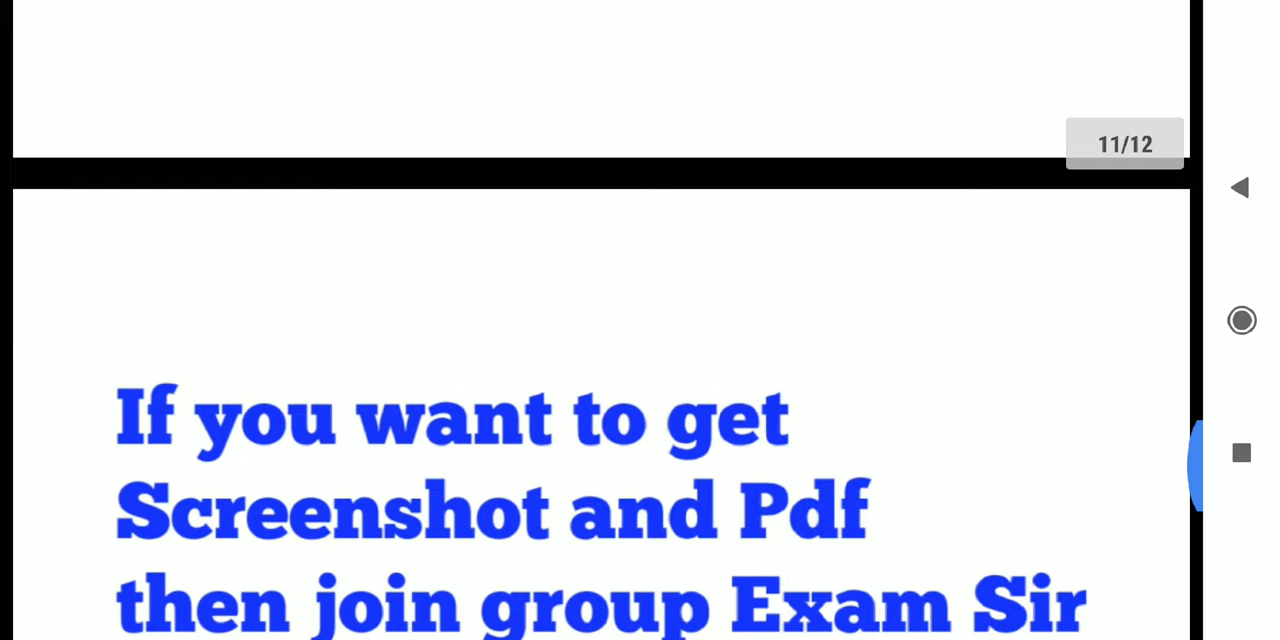 11/12
If you want to get
Screenshot and Pdf
then join group Exam Sir